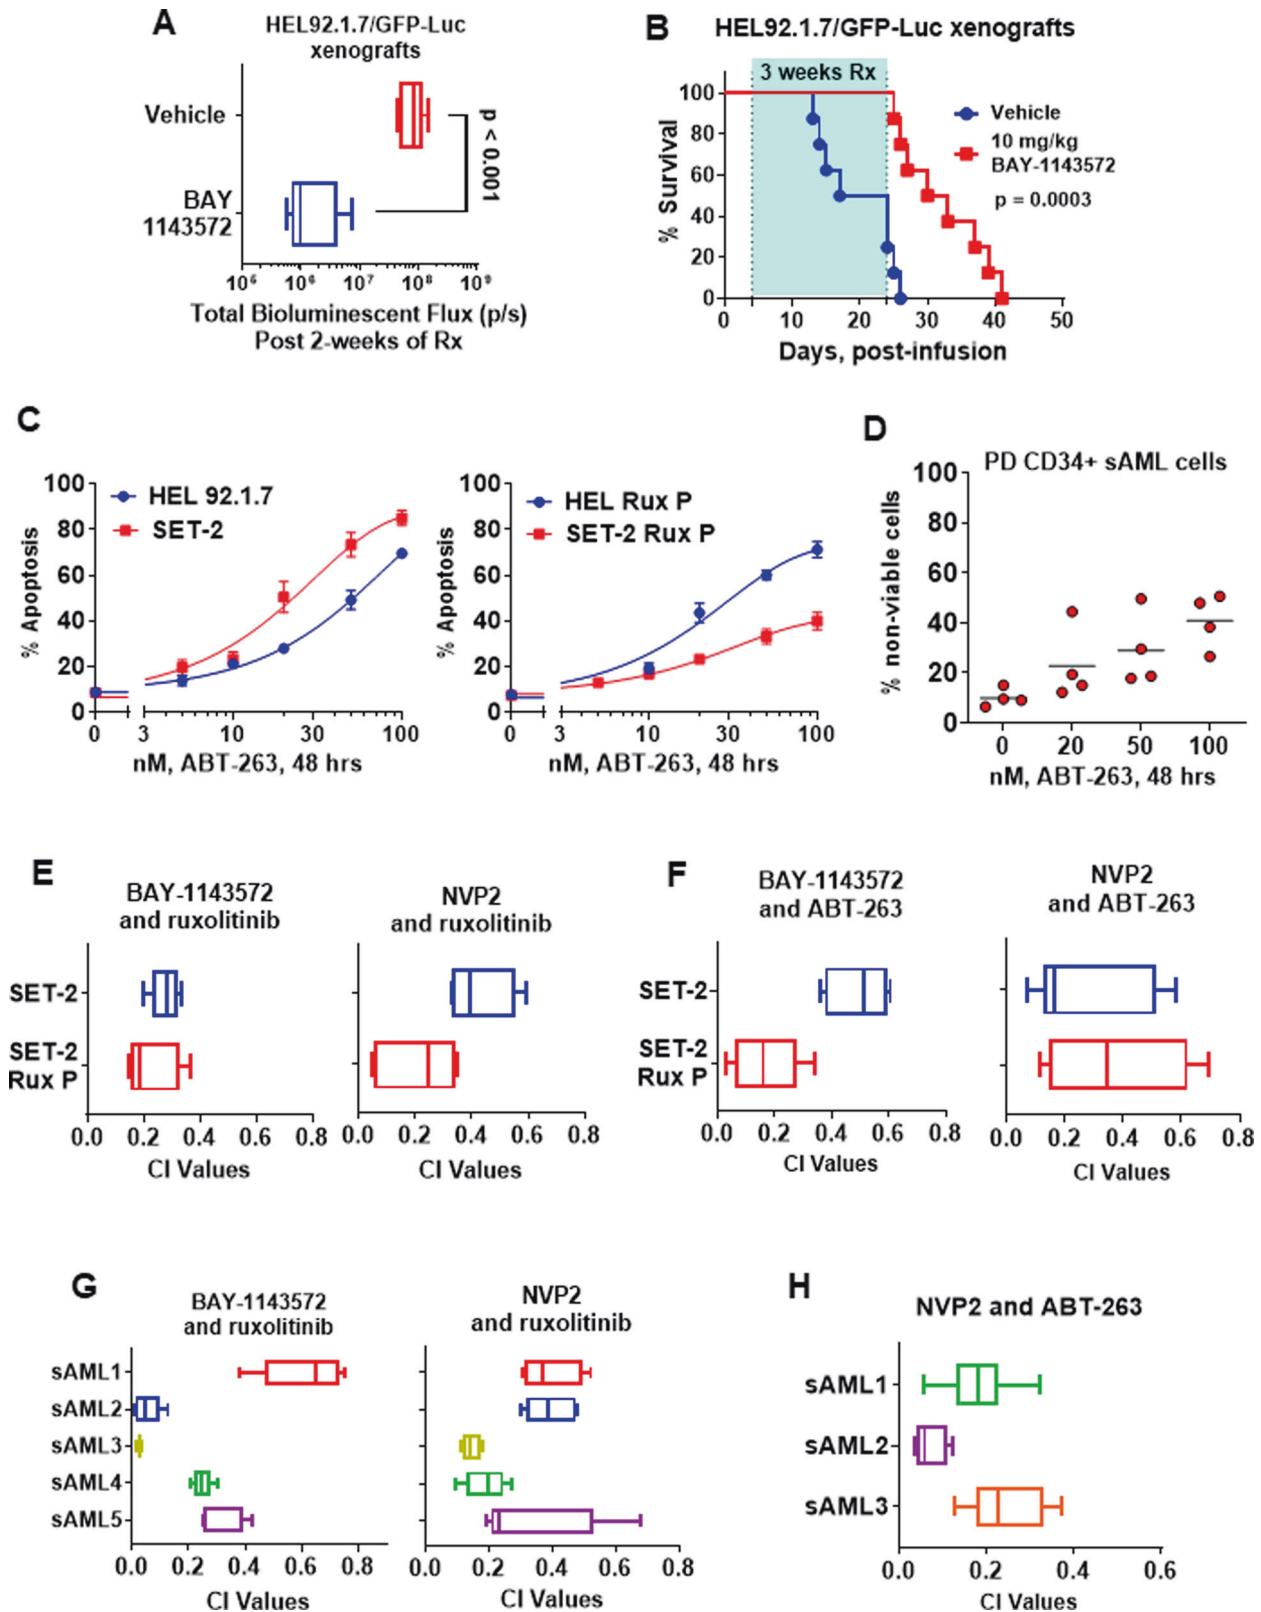 A
HEL92.1.7/GFP-Luc
xenografts
Vehicle
BAY
1143572
p < 0.001
10⁵ 10⁶ 10⁷ 10⁸ 10⁹
Total Bioluminescent Flux (p/s)
Post 2-weeks of Rx
B
HEL92.1.7/GFP-Luc xenografts
3 weeks Rx
% Survival
100
80
60
40
20
0
0 10 20 30 40 50
Days, post-infusion
Vehicle
10 mg/kg
BAY-1143572
p = 0.0003
C
% Apoptosis
100
80
60
40
20
0
HEL 92.1.7
SET-2
0 3 10 30 100
nM, ABT-263, 48 hrs
% Apoptosis
100
80
60
40
20
0
HEL Rux P
SET-2 Rux P
0 3 10 30 100
nM, ABT-263, 48 hrs
D
PD CD34+ sAML cells
% non-viable cells
100
80
60
40
20
0
0 20 50 100
nM, ABT-263, 48 hrs
E
BAY-1143572
and ruxolitinib
SET-2
SET-2
Rux P
0.0 0.2 0.4 0.6 0.8
CI Values
NVP2
and ruxolitinib
0.0 0.2 0.4 0.6 0.8
CI Values
F
BAY-1143572
and ABT-263
SET-2
SET-2
Rux P
0.0 0.2 0.4 0.6 0.8
CI Values
NVP2
and ABT-263
0.0 0.2 0.4 0.6 0.8
CI Values
G
BAY-1143572
and ruxolitinib
sAML1
sAML2
sAML3
sAML4
sAML5
0.0 0.2 0.4 0.6 0.8
CI Values
NVP2
and ruxolitinib
0.0 0.2 0.4 0.6 0.8
CI Values
H
NVP2 and ABT-263
sAML1
sAML2
sAML3
0.0 0.2 0.4 0.6
CI Values